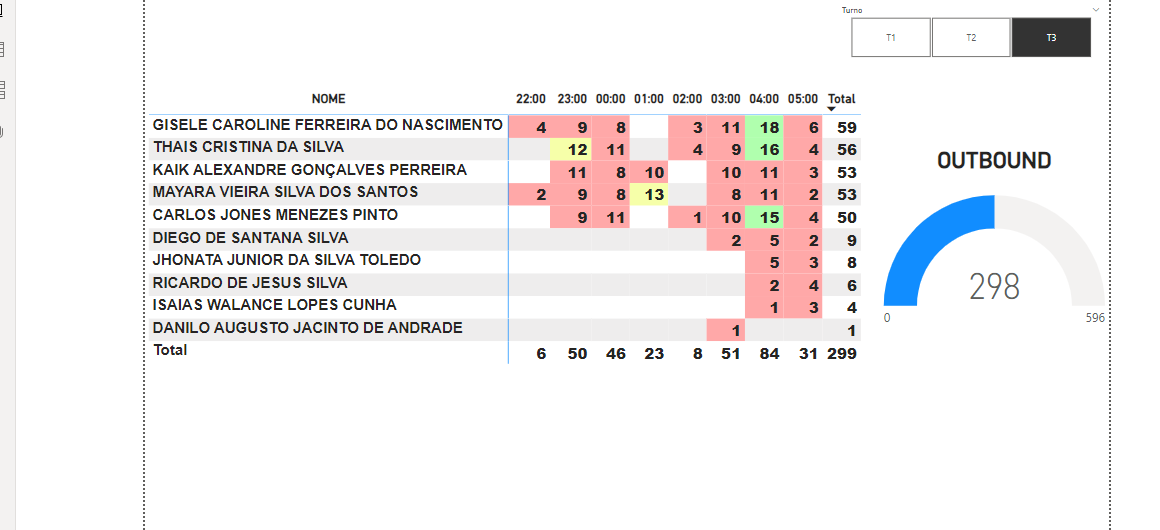 Turno
T1 T2 T3
NOME 22:00 23:00 00:00 01:00 02:00 03:00 04:00 05:00 Total
GISELE CAROLINE FERREIRA DO NASCIMENTO 4 9 8 3 11 18 6 59
THAIS CRISTINA DA SILVA 12 11 4 9 16 4 56
KAIK ALEXANDRE GONÇALVES PERREIRA 11 8 10 10 11 3 53
MAYARA VIEIRA SILVA DOS SANTOS 2 9 8 13 8 11 2 53
CARLOS JONES MENEZES PINTO 9 11 1 10 15 4 50
DIEGO DE SANTANA SILVA 2 5 2 9
JHONATA JUNIOR DA SILVA TOLEDO 5 3 8
RICARDO DE JESUS SILVA 2 4 6
ISAIAS WALANCE LOPES CUNHA 1 3 4
DANILO AUGUSTO JACINTO DE ANDRADE 1 1
Total 6 50 46 23 8 51 84 31 299
OUTBOUND
298
0 596